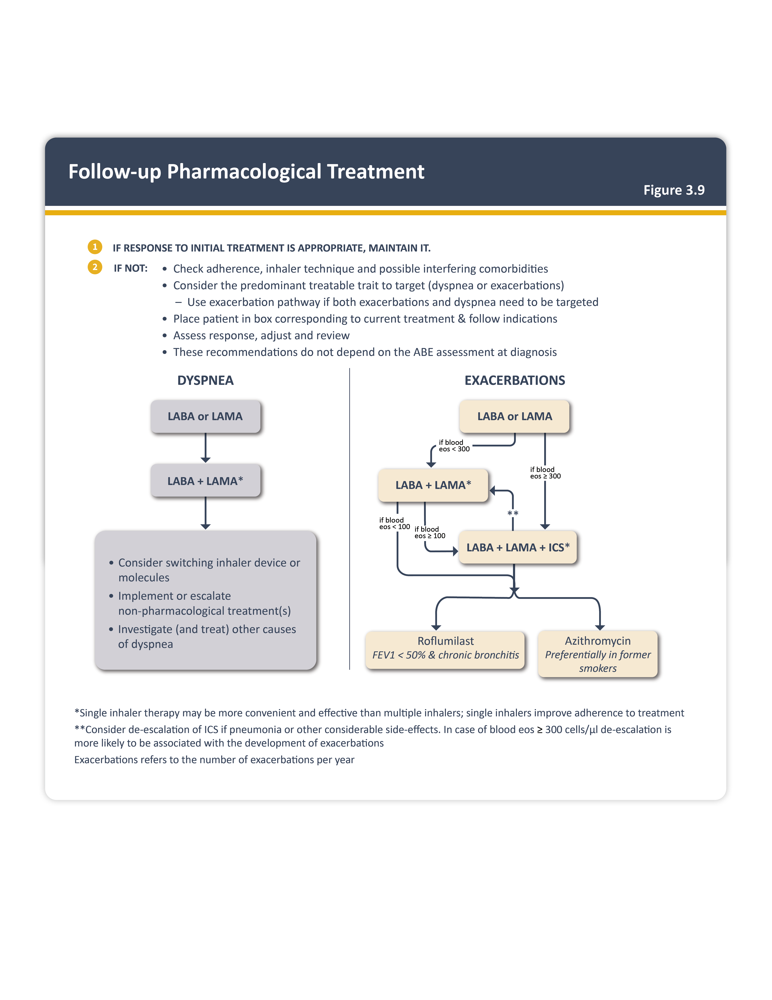 Follow-up Pharmacological Treatment
Figure 3.9
1 IF RESPONSE TO INITIAL TREATMENT IS APPROPRIATE, MAINTAIN IT.
2 IF NOT: • Check adherence, inhaler technique and possible interfering comorbidities
• Consider the predominant treatable trait to target (dyspnea or exacerbations)
– Use exacerbation pathway if both exacerbations and dyspnea need to be targeted
• Place patient in box corresponding to current treatment & follow indications
• Assess response, adjust and review
• These recommendations do not depend on the ABE assessment at diagnosis
DYSPNEA
LABA or LAMA
LABA + LAMA*
• Consider switching inhaler device or
molecules
• Implement or escalate
non-pharmacological treatment(s)
• Investigate (and treat) other causes
of dyspnea
EXACERBATIONS
LABA or LAMA
if blood
eos < 300
if blood
eos ≥ 300
LABA + LAMA*
**
if blood
eos < 100
if blood
eos ≥ 100
LABA + LAMA + ICS*
Roflumilast
FEV1 < 50% & chronic bronchitis
Azithromycin
Preferentially in former
smokers
*Single inhaler therapy may be more convenient and effective than multiple inhalers; single inhalers improve adherence to treatment
**Consider de-escalation of ICS if pneumonia or other considerable side-effects. In case of blood eos ≥ 300 cells/µl de-escalation is
more likely to be associated with the development of exacerbations
Exacerbations refers to the number of exacerbations per year